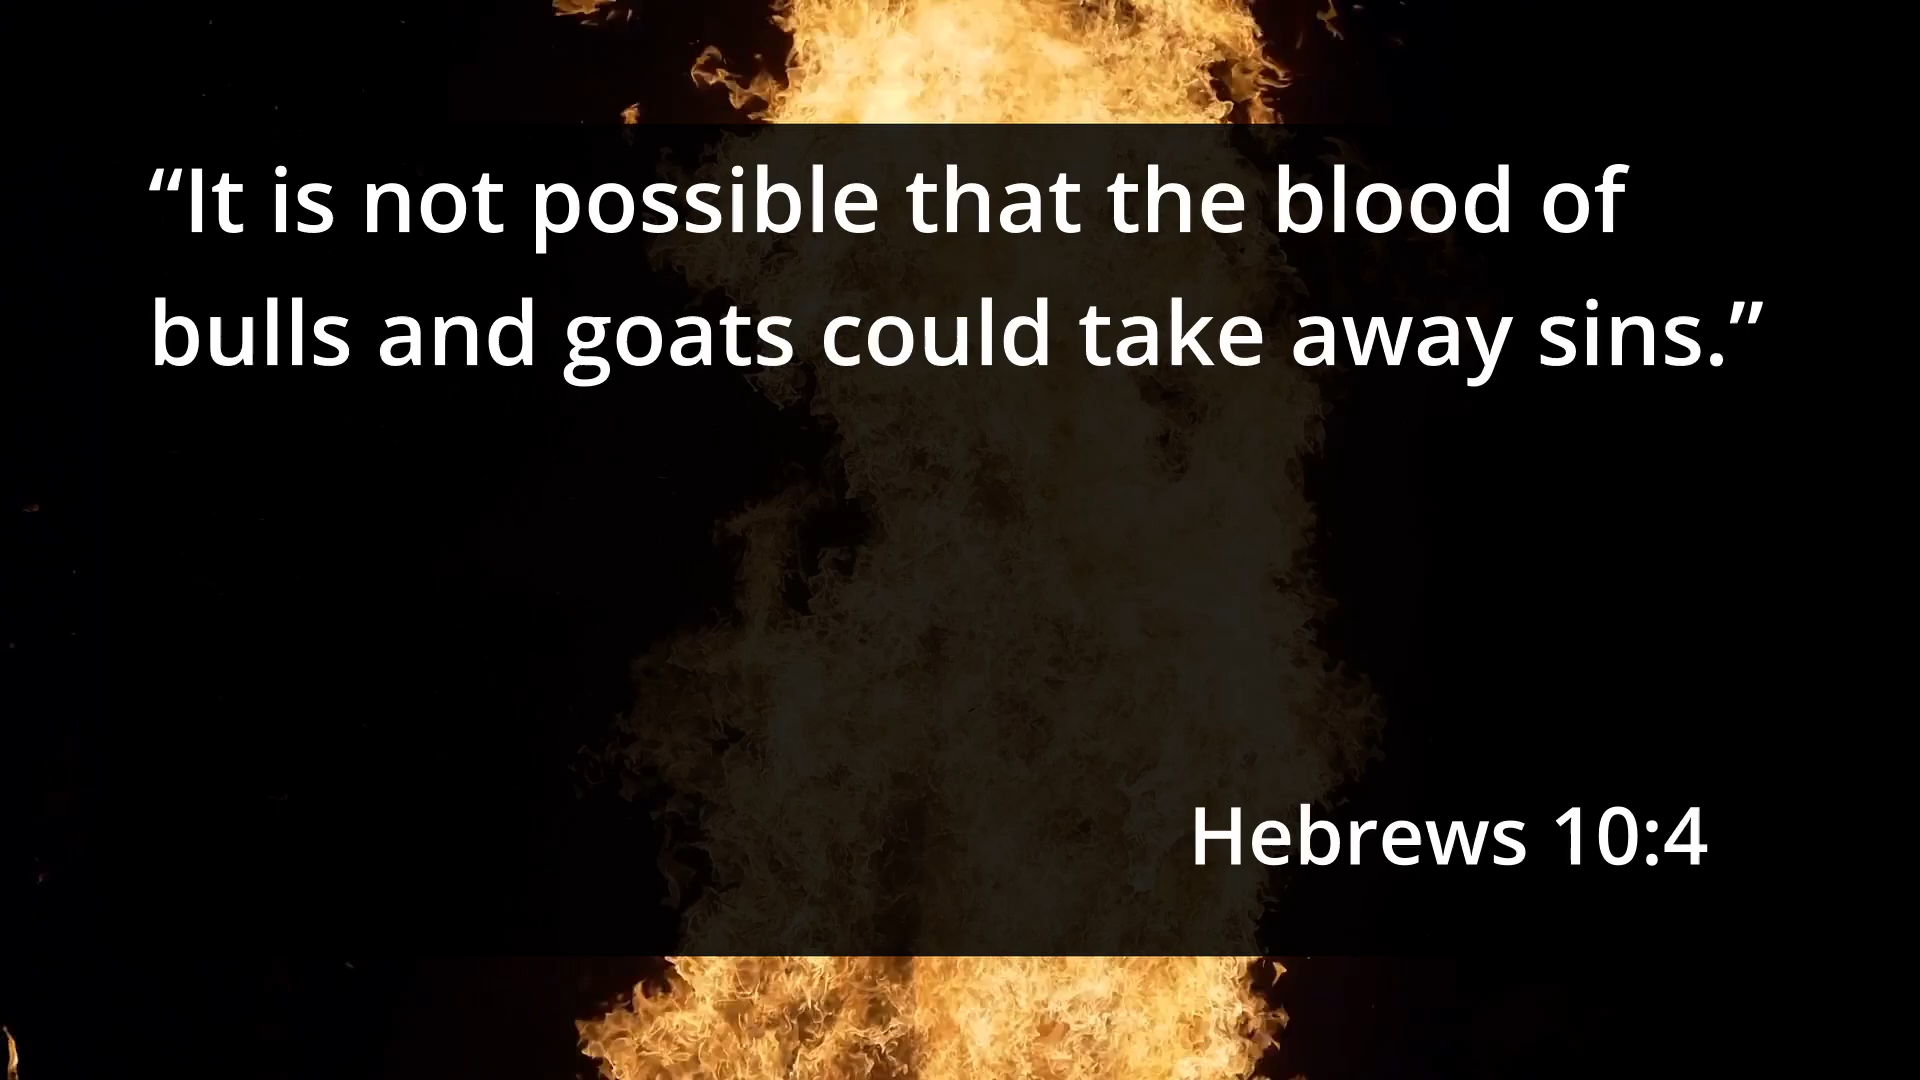 “It is not possible that the blood of
bulls and goats could take away sins.”
Hebrews 10:4